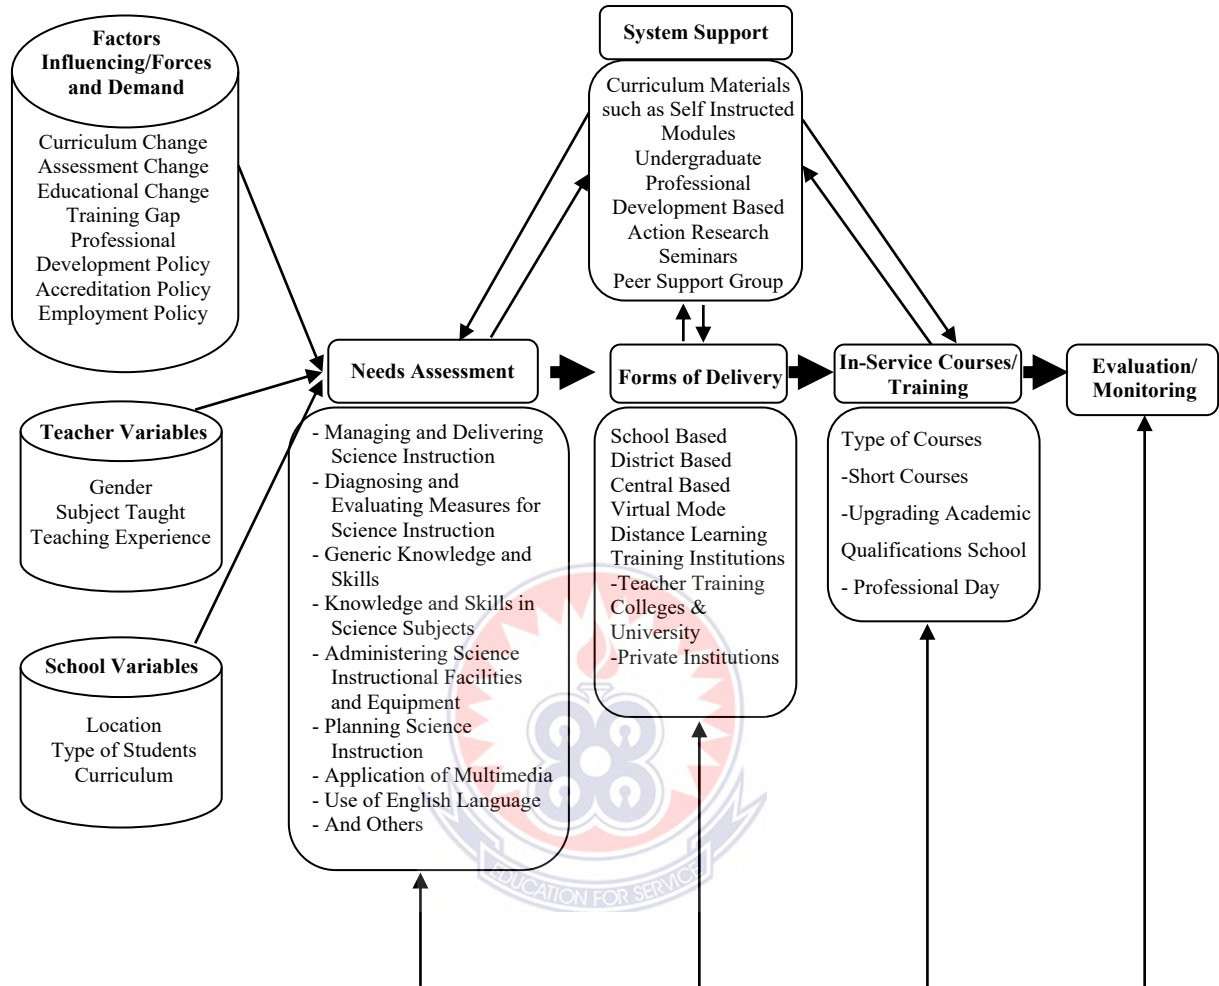 Factors
Influencing/Forces
and Demand
Curriculum Change
Assessment Change
Educational Change
Training Gap
Professional
Development Policy
Accreditation Policy
Employment Policy
Teacher Variables
Gender
Subject Taught
Teaching Experience
School Variables
Location
Type of Students
Curriculum
System Support
Curriculum Materials
such as Self Instructed
Modules
Undergraduate
Professional
Development Based
Action Research
Seminars
Peer Support Group
Needs Assessment
- Managing and Delivering
Science Instruction
- Diagnosing and
Evaluating Measures for
Science Instruction
- Generic Knowledge and
Skills
- Knowledge and Skills in
Science Subjects
- Administering Science
Instructional Facilities
and Equipment
- Planning Science
Instruction
- Application of Multimedia
- Use of English Language
- And Others
Forms of Delivery
School Based
District Based
Central Based
Virtual Mode
Distance Learning
Training Institutions
-Teacher Training
Colleges &
University
-Private Institutions
In-Service Courses/
Training
Type of Courses
-Short Courses
-Upgrading Academic
Qualifications School
- Professional Day
Evaluation/
Monitoring
EDUCATION FOR SERVICE